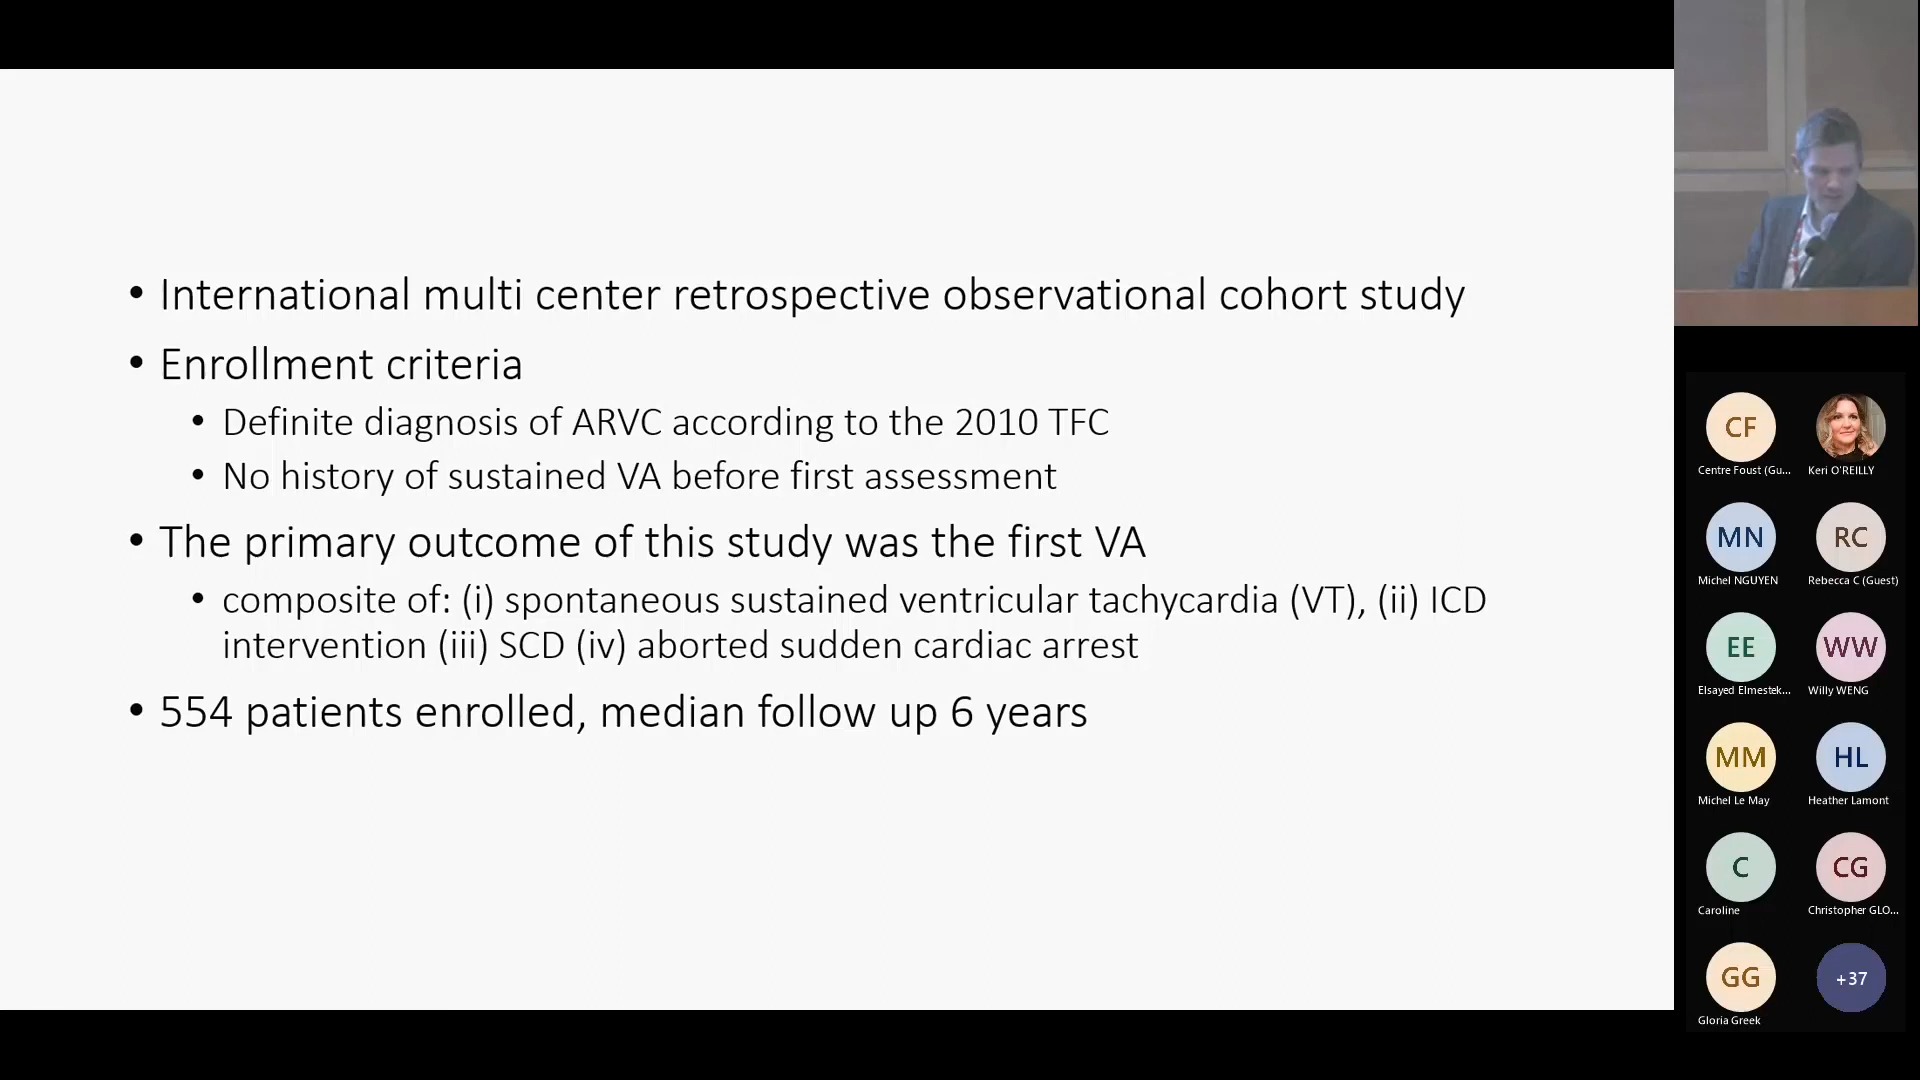 • International multi center retrospective observational cohort study
• Enrollment criteria
• Definite diagnosis of ARVC according to the 2010 TFC
• No history of sustained VA before first assessment
• The primary outcome of this study was the first VA
• composite of: (i) spontaneous sustained ventricular tachycardia (VT), (ii) ICD
intervention (iii) SCD (iv) aborted sudden cardiac arrest
• 554 patients enrolled, median follow up 6 years
CF
Centre Foust (Gu...
Keri O'REILLY
MN
Michel NGUYEN
RC
Rebecca C (Guest)
EE
Elsayed Elmestek...
WW
Willy WENG
MM
Michel Le May
HL
Heather Lamont
C
Caroline
CG
Christopher GLO...
GG
Gloria Greek
+37